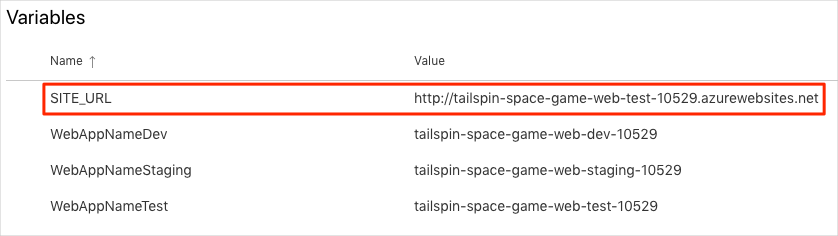 Variables
Name ↑ Value
SITE_URL http://tailspin-space-game-web-test-10529.azurewebsites.net
WebAppNameDev tailspin-space-game-web-dev-10529
WebAppNameStaging tailspin-space-game-web-staging-10529
WebAppNameTest tailspin-space-game-web-test-10529